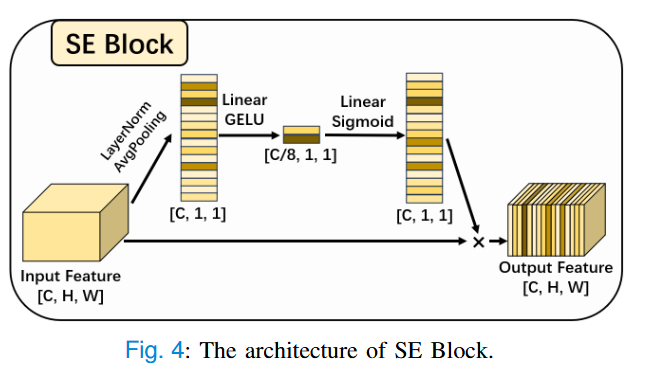 SE Block
LayerNorm
AvgPooling
Linear
GELU
Linear
Sigmoid
[C/8, 1, 1]
[C, 1, 1]
[C, 1, 1]
×
Input Feature
[C, H, W]
Output Feature
[C, H, W]
Fig. 4: The architecture of SE Block.